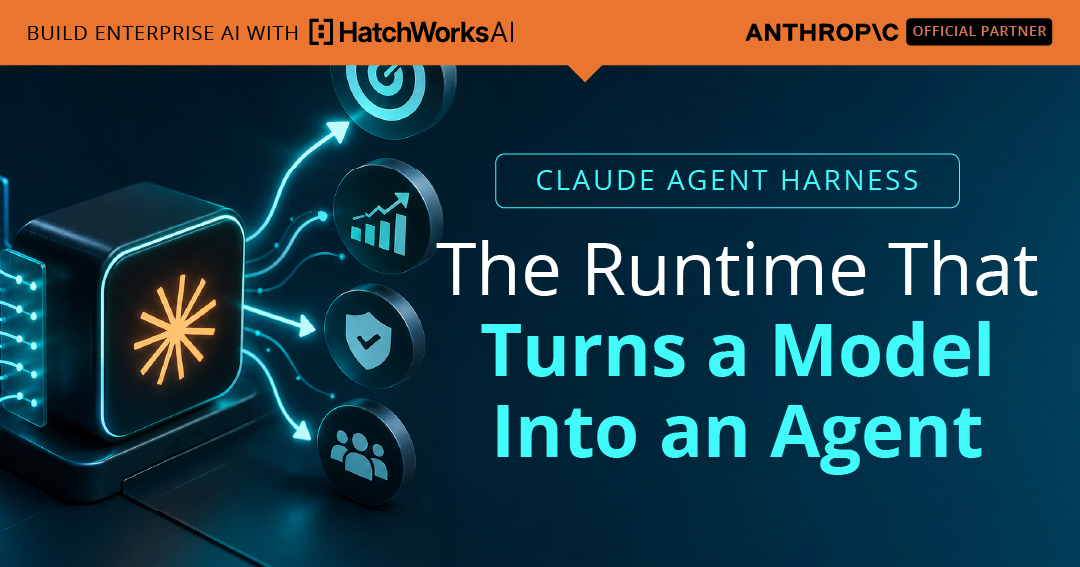 BUILD ENTERPRISE AI WITH HatchWorksAI
ANTHROP\C OFFICIAL PARTNER
CLAUDE AGENT HARNESS
The Runtime That
Turns a Model
Into an Agent